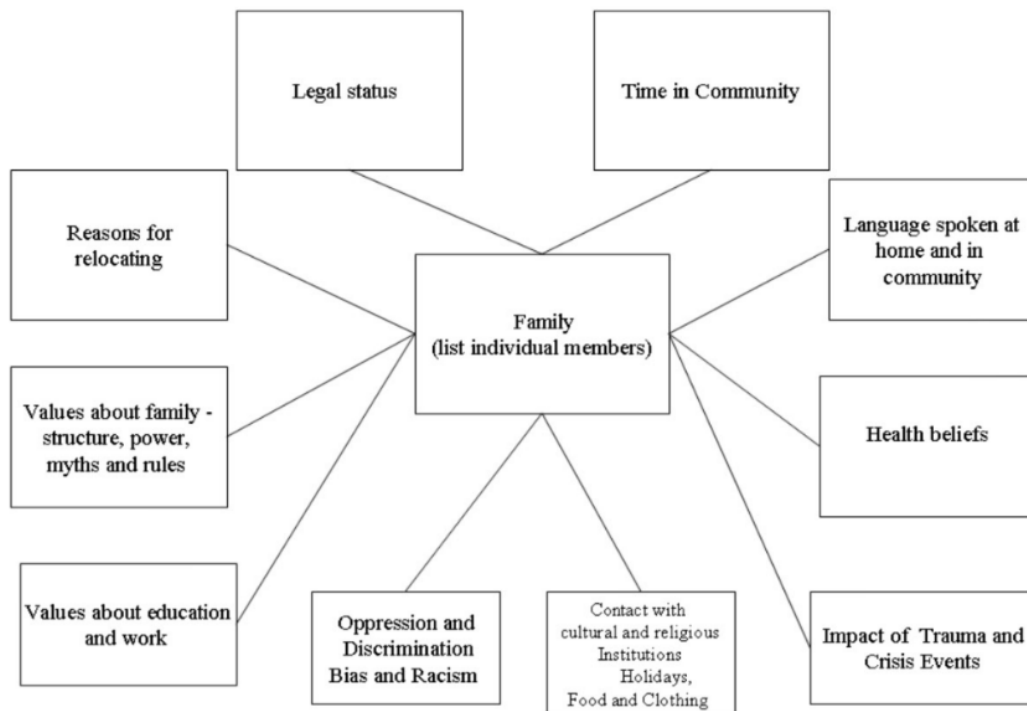 Legal status
Time in Community
Reasons for
relocating
Language spoken at
home and in
community
Family
(list individual members)
Values about family -
structure, power,
myths and rules
Health beliefs
Values about education
and work
Oppression and
Discrimination
Bias and Racism
Contact with
cultural and religious
Institutions
Holidays,
Food and Clothing
Impact of Trauma and
Crisis Events